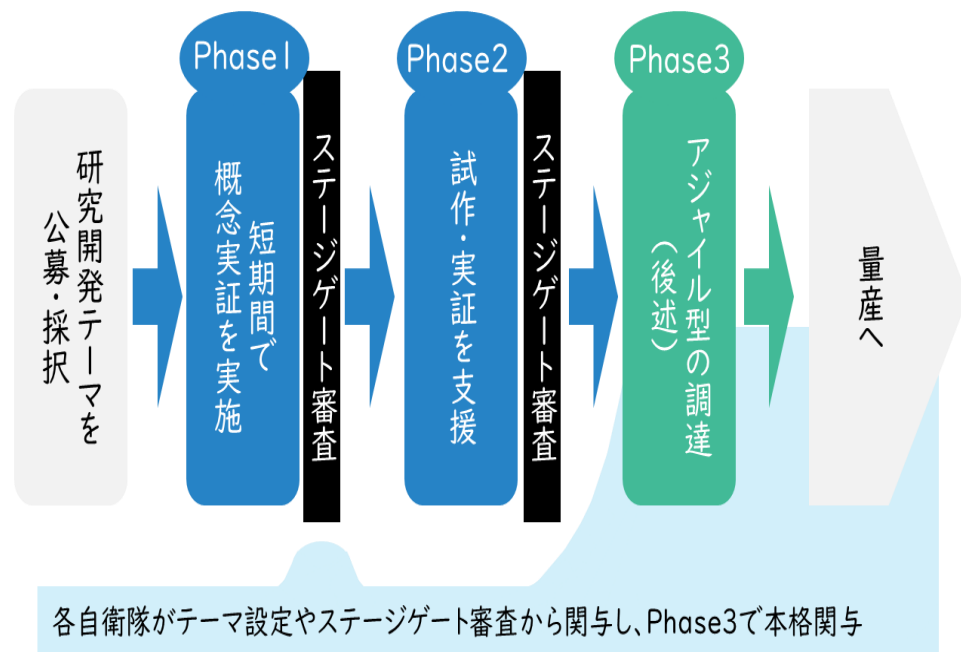 研究開発テーマを
公募・採択
Phase1
短期間で
概念実証を実施
ステージゲート審査
Phase2
試作・実証を支援
ステージゲート審査
Phase3
アジャイル型の調達
(後述)
量産へ
各自衛隊がテーマ設定やステージゲート審査から関与し、Phase3で本格関与